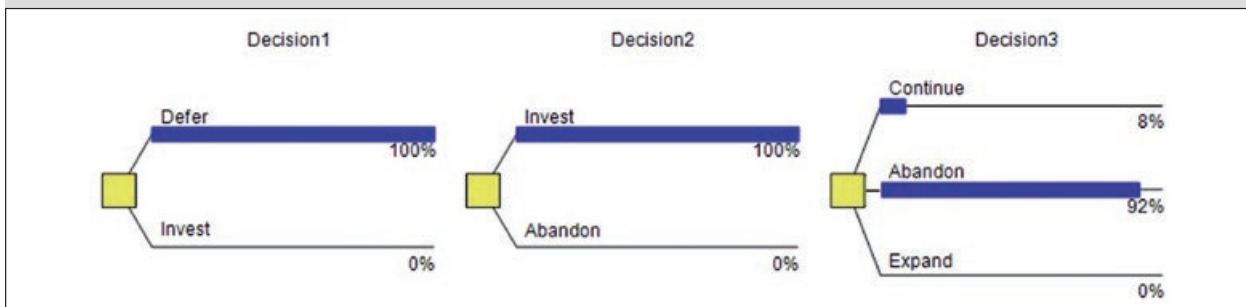 Decision1
Defer
100%
Invest
0%
Decision2
Invest
100%
Abandon
0%
Decision3
Continue
8%
Abandon
92%
Expand
0%